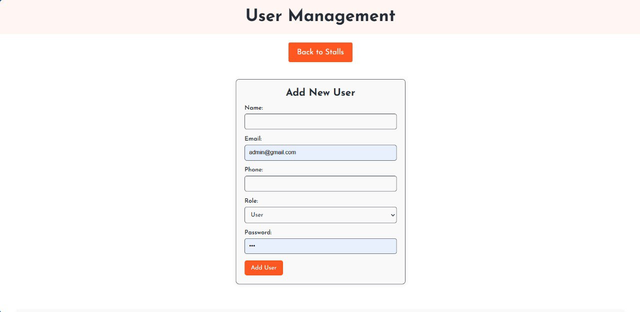 User Management
Back to Stalls
Add New User
Name:
Email:
admin@gmail.com
Phone:
Role:
User
Password:
•••
Add User